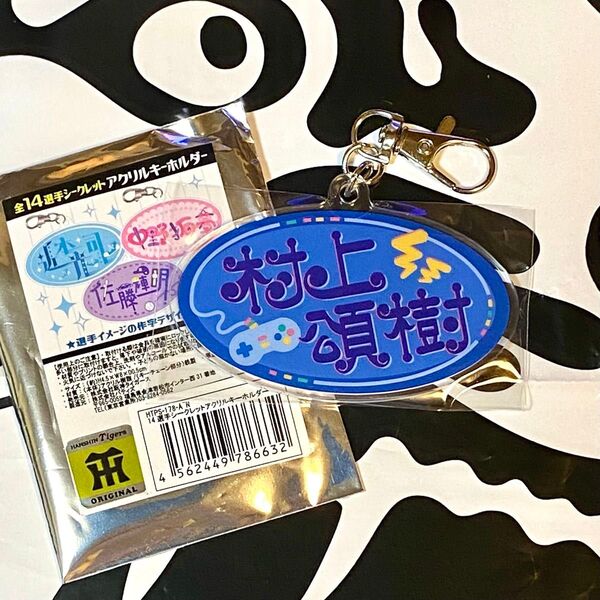 全14選手シークレットアクリルキーホルダー
近本光司
中野拓夢
佐藤輝明
★選手イメージの作字デザイ
HANSHIN Tigers
ORIGINAL
HTPS-178-A N
14選手シークレットアクリルキーホルダー
4 562449 786632
村上
頌樹